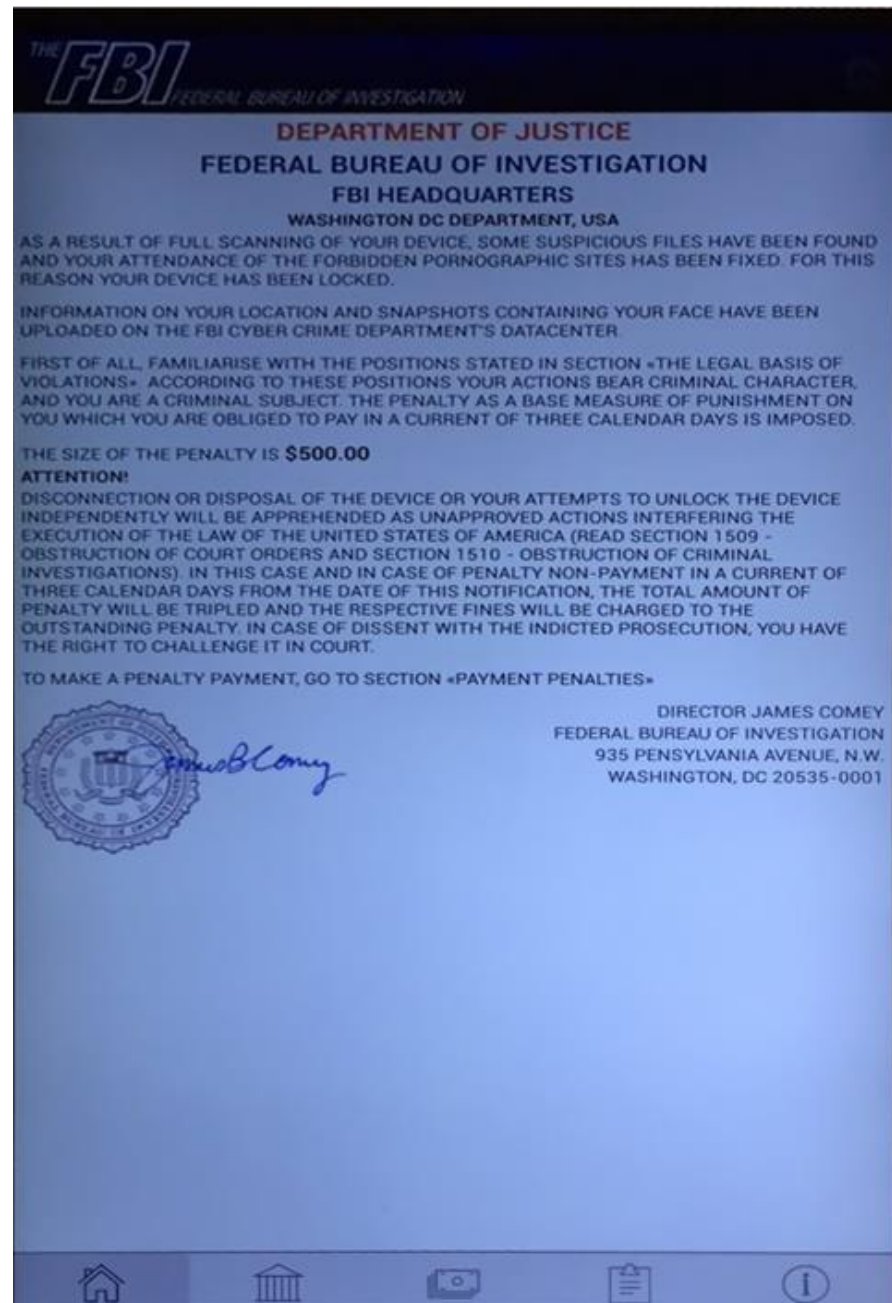 THE FBI FEDERAL BUREAU OF INVESTIGATION
DEPARTMENT OF JUSTICE
FEDERAL BUREAU OF INVESTIGATION
FBI HEADQUARTERS
WASHINGTON DC DEPARTMENT, USA
AS A RESULT OF FULL SCANNING OF YOUR DEVICE, SOME SUSPICIOUS FILES HAVE BEEN FOUND
AND YOUR ATTENDANCE OF THE FORBIDDEN PORNOGRAPHIC SITES HAS BEEN FIXED. FOR THIS
REASON YOUR DEVICE HAS BEEN LOCKED.
INFORMATION ON YOUR LOCATION AND SNAPSHOTS CONTAINING YOUR FACE HAVE BEEN
UPLOADED ON THE FBI CYBER CRIME DEPARTMENT'S DATACENTER.
FIRST OF ALL, FAMILIARISE WITH THE POSITIONS STATED IN SECTION «THE LEGAL BASIS OF
VIOLATIONS». ACCORDING TO THESE POSITIONS YOUR ACTIONS BEAR CRIMINAL CHARACTER,
AND YOU ARE A CRIMINAL SUBJECT. THE PENALTY AS A BASE MEASURE OF PUNISHMENT ON
YOU WHICH YOU ARE OBLIGED TO PAY IN A CURRENT OF THREE CALENDAR DAYS IS IMPOSED.
THE SIZE OF THE PENALTY IS $500.00
ATTENTION!
DISCONNECTION OR DISPOSAL OF THE DEVICE OR YOUR ATTEMPTS TO UNLOCK THE DEVICE
INDEPENDENTLY WILL BE APPREHENDED AS UNAPPROVED ACTIONS INTERFERING THE
EXECUTION OF THE LAW OF THE UNITED STATES OF AMERICA (READ SECTION 1509 -
OBSTRUCTION OF COURT ORDERS AND SECTION 1510 - OBSTRUCTION OF CRIMINAL
INVESTIGATIONS). IN THIS CASE AND IN CASE OF PENALTY NON-PAYMENT IN A CURRENT OF
THREE CALENDAR DAYS FROM THE DATE OF THIS NOTIFICATION, THE TOTAL AMOUNT OF
PENALTY WILL BE TRIPLED AND THE RESPECTIVE FINES WILL BE CHARGED TO THE
OUTSTANDING PENALTY. IN CASE OF DISSENT WITH THE INDICTED PROSECUTION, YOU HAVE
THE RIGHT TO CHALLENGE IT IN COURT.
TO MAKE A PENALTY PAYMENT, GO TO SECTION «PAYMENT PENALTIES»
DIRECTOR JAMES COMEY
FEDERAL BUREAU OF INVESTIGATION
935 PENSYLVANIA AVENUE, N.W.
WASHINGTON, DC 20535-0001
DEPARTMENT OF JUSTICE
FEDERAL BUREAU OF INVESTIGATION
James B Comey